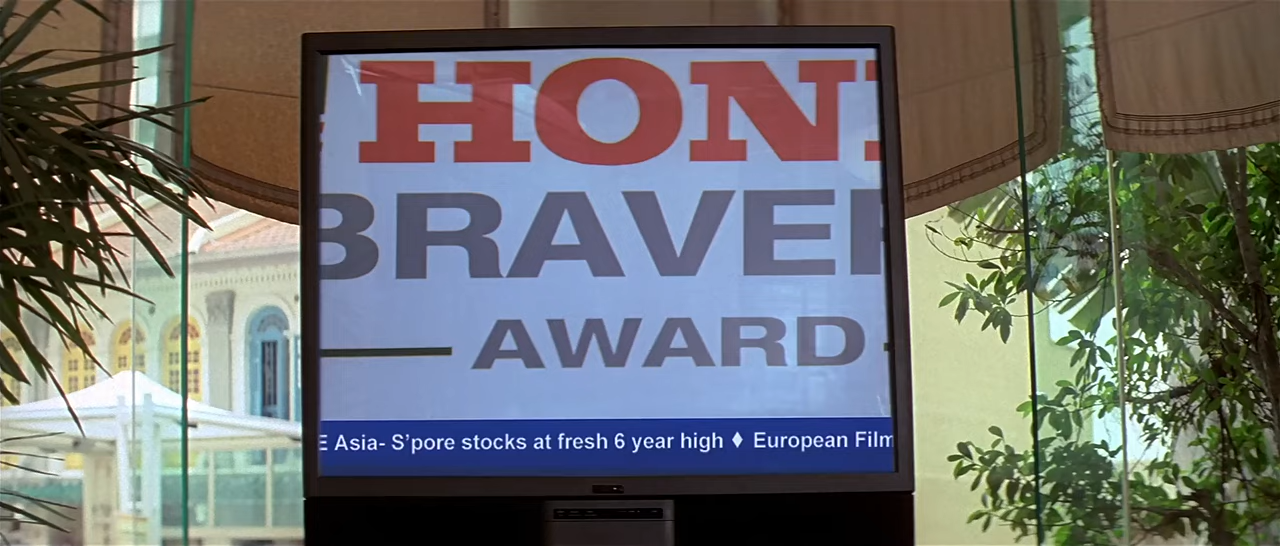 HON
BRAVE
AWARD
E Asia- S'pore stocks at fresh 6 year high ♦ European Film